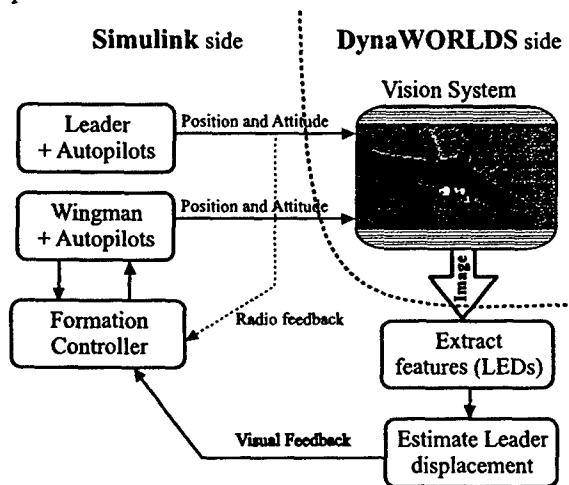 Simulink side
DynaWORLDS side
Vision System
Leader
+ Autopilots
Position and Attitude
Wingman
+ Autopilots
Position and Attitude
Image
Formation
Controller
Radio feedback
Extract
features (LEDs)
Visual Feedback
Estimate Leader
displacement